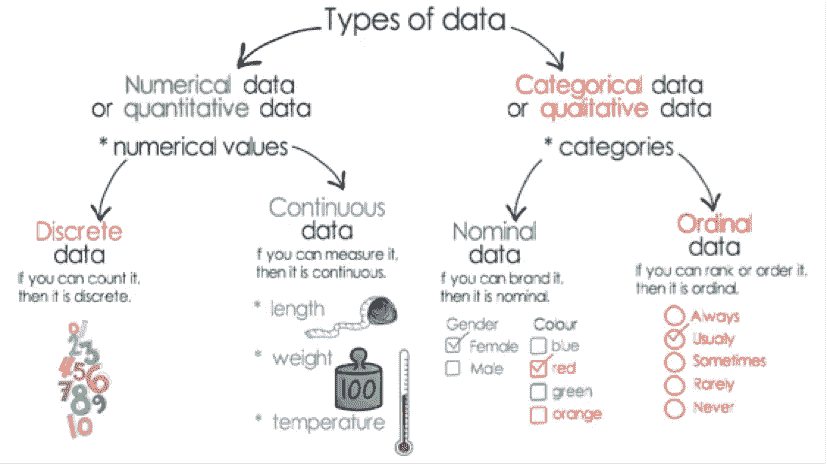 Types of data
Numerical data
or quantitative data
* numerical values
Discrete
data
If you can count it,
then it is discrete.
0 1
2 3
4 5 6
7 8 9
10
Continuous
data
If you can measure it,
then it is continuous.
* length
* weight
100
* temperature
Categorical data
or qualitative data
* categories
Nominal
data
If you can brand it,
then it is nominal.
Gender
Female
Male
Colour
blue
red
green
orange
Ordinal
data
If you can rank or order it,
then it is ordinal.
Always
Usually
Sometimes
Rarely
Never